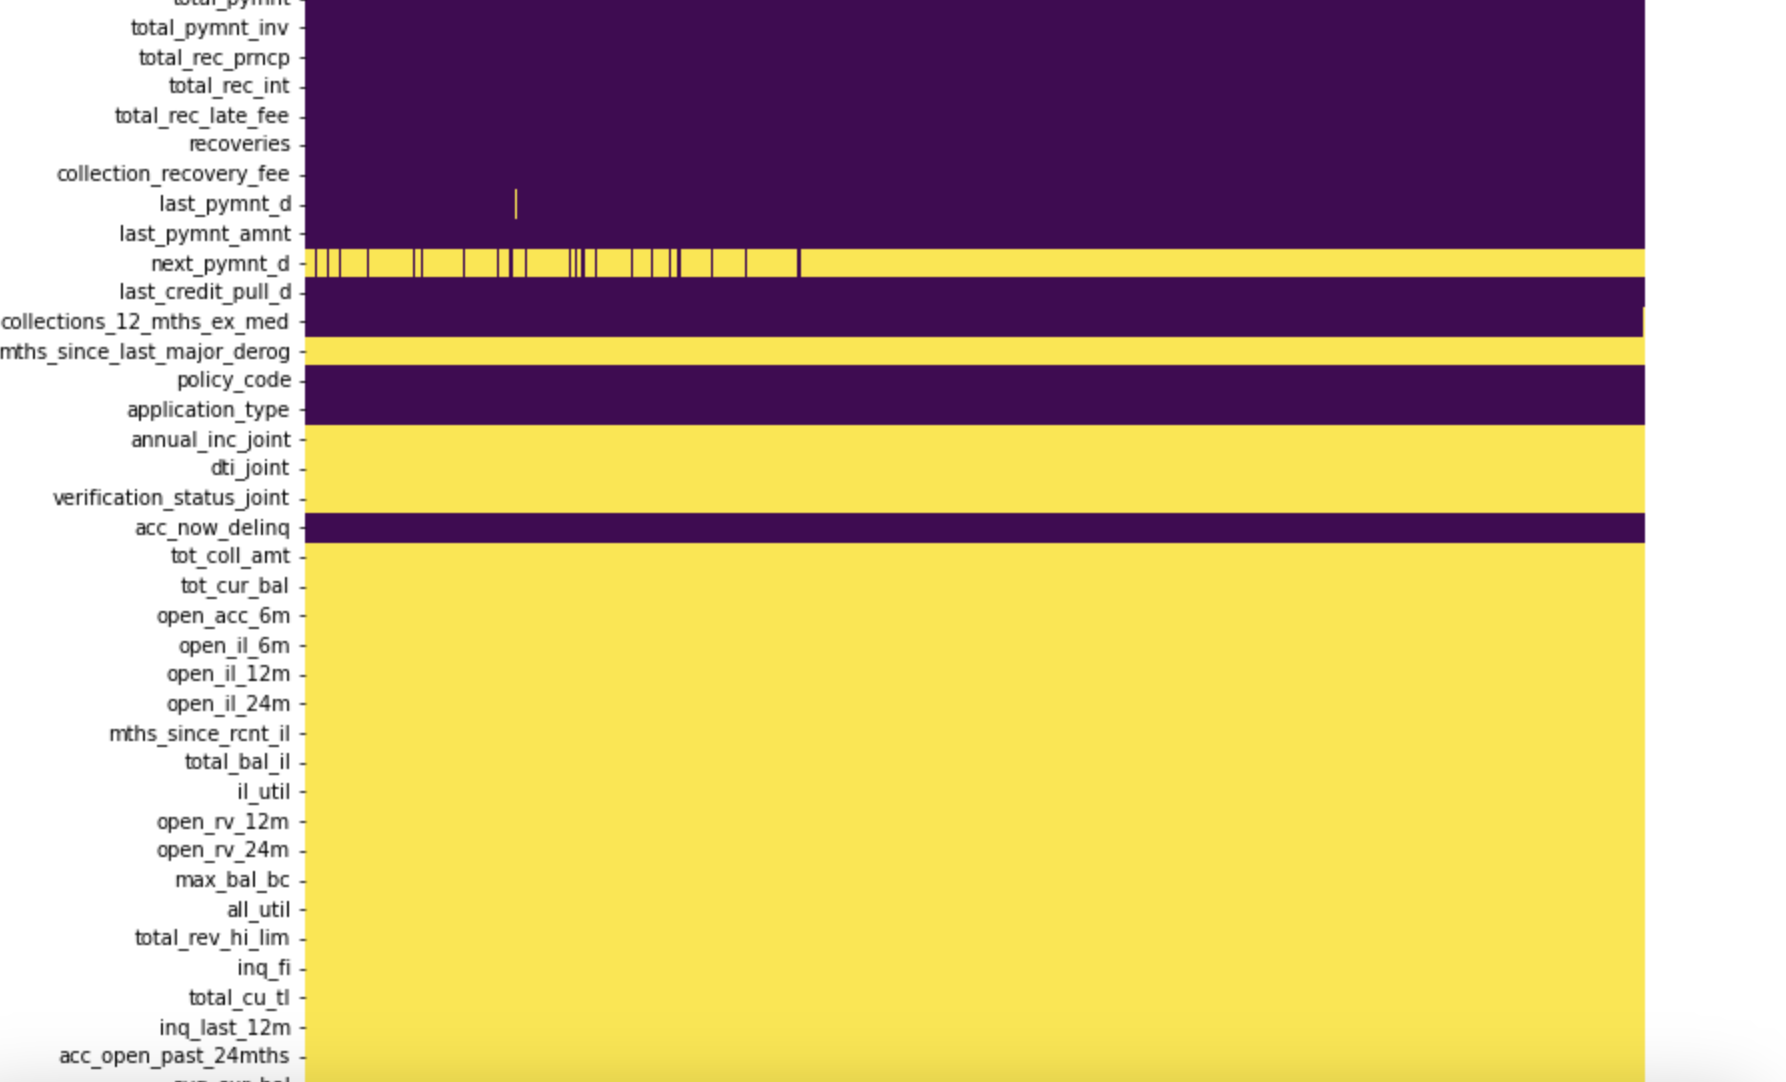 total_pymnt
total_pymnt_inv
total_rec_prncp
total_rec_int
total_rec_late_fee
recoveries
collection_recovery_fee
last_pymnt_d
last_pymnt_amnt
next_pymnt_d
last_credit_pull_d
collections_12_mths_ex_med
mths_since_last_major_derog
policy_code
application_type
annual_inc_joint
dti_joint
verification_status_joint
acc_now_delinq
tot_coll_amt
tot_cur_bal
open_acc_6m
open_il_6m
open_il_12m
open_il_24m
mths_since_rcnt_il
total_bal_il
il_util
open_rv_12m
open_rv_24m
max_bal_bc
all_util
total_rev_hi_lim
inq_fi
total_cu_tl
inq_last_12m
acc_open_past_24mths